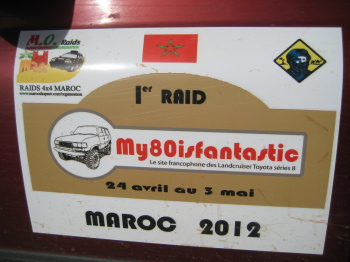 M.O. Raids
RAIDS 4x4 MAROC
1er RAID
My80isfantastic
Le site francophone des Landcruiser Toyota séries 8
24 avril au 3 mai
MAROC 2012